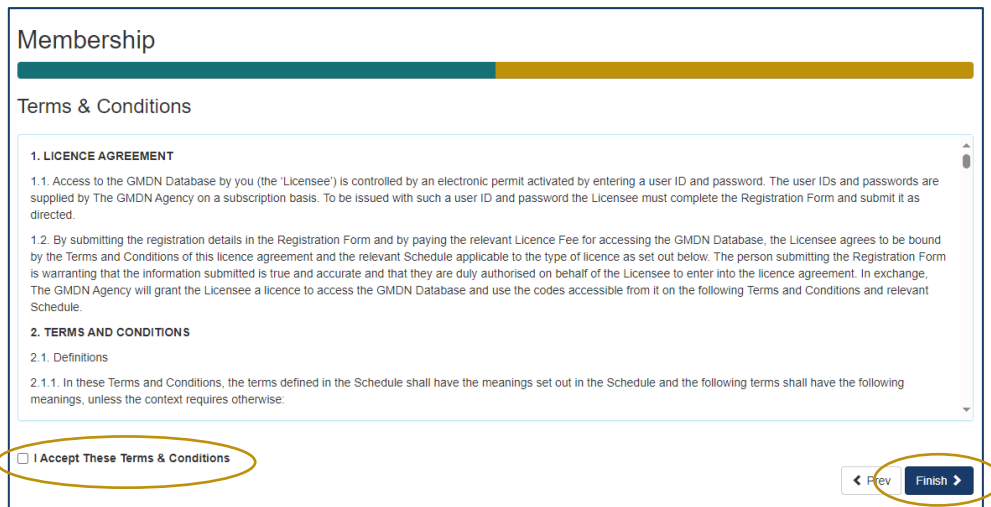 Membership
Terms & Conditions
1. LICENCE AGREEMENT
1.1. Access to the GMDN Database by you (the 'Licensee') is controlled by an electronic permit activated by entering a user ID and password. The user IDs and passwords are
supplied by The GMDN Agency on a subscription basis. To be issued with such a user ID and password the Licensee must complete the Registration Form and submit it as
directed.
1.2. By submitting the registration details in the Registration Form and by paying the relevant Licence Fee for accessing the GMDN Database, the Licensee agrees to be bound
by the Terms and Conditions of this licence agreement and the relevant Schedule applicable to the type of licence as set out below. The person submitting the Registration Form
is warranting that the information submitted is true and accurate and that they are duly authorised on behalf of the Licensee to enter into the licence agreement. In exchange,
The GMDN Agency will grant the Licensee a licence to access the GMDN Database and use the codes accessible from it on the following Terms and Conditions and relevant
Schedule.
2. TERMS AND CONDITIONS
2.1. Definitions
2.1.1. In these Terms and Conditions, the terms defined in the Schedule shall have the meanings set out in the Schedule and the following terms shall have the following
meanings, unless the context requires otherwise:
I Accept These Terms & Conditions
Prev Finish